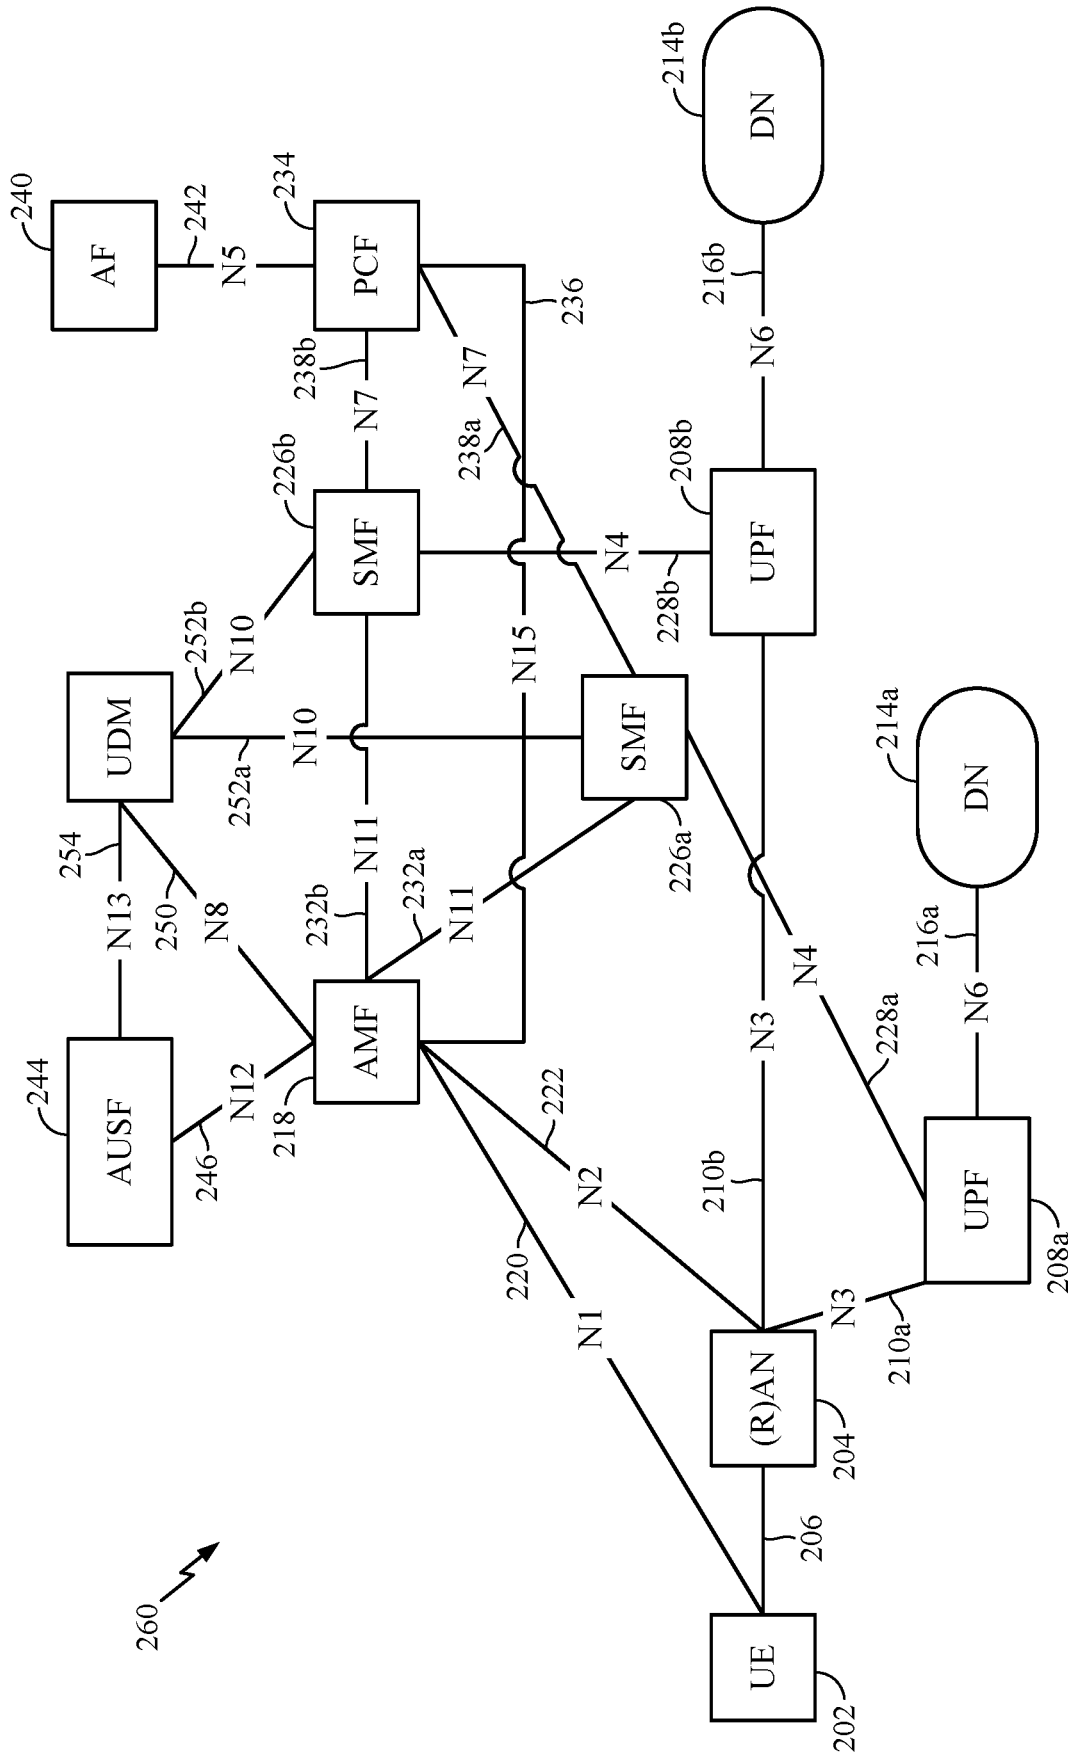 260
244
AUSF
254
N13
UDM
240
AF
242
N5
246
N12
250
N8
252a
N10
252b
N10
218
AMF
232b
N11
232a
N11
226b
SMF
N7
238b
234
PCF
N7
238a
236
N15
220
N1
222
N2
226a
SMF
N4
228b
UE
202
206
(R)AN
204
210b
N3
N4
228a
208b
UPF
N6
216b
214b
DN
N3
210a
UPF
208a
N6
216a
214a
DN